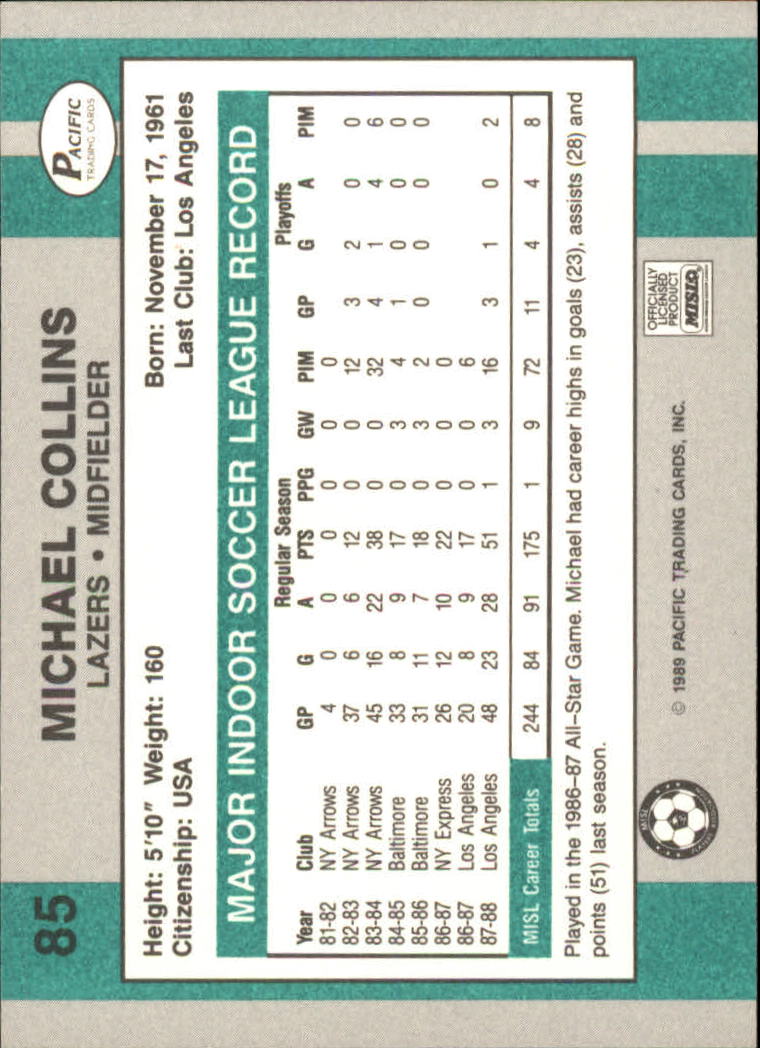 85
MICHAEL COLLINS
LAZERS • MIDFIELDER
PACIFIC
TRADING CARDS
Height: 5'10" Weight: 160 Born: November 17, 1961
Citizenship: USA Last Club: Los Angeles
MAJOR INDOOR SOCCER LEAGUE RECORD
Regular Season Playoffs
Year Club GP G A PTS PPG GW PIM GP G A PIM
81-82 NY Arrows 4 0 0 0 0 0 0
82-83 NY Arrows 37 6 6 12 0 0 12 3 2 0 0
83-84 NY Arrows 45 16 22 38 0 0 32 4 1 4 6
84-85 Baltimore 33 8 9 17 0 3 4 1 0 0 0
85-86 Baltimore 31 11 7 18 0 3 2 0 0 0 0
86-87 NY Express 26 12 10 22 0 0 0
86-87 Los Angeles 20 8 9 17 0 0 6
87-88 Los Angeles 48 23 28 51 1 3 16 3 1 0 2
MISL Career Totals 244 84 91 175 1 9 72 11 4 4 8
Played in the 1986–87 All–Star Game. Michael had career highs in goals (23), assists (28) and
points (51) last season.
MISL
© 1989 PACIFIC TRADING CARDS, INC.
OFFICIALLY
LICENSED
PRODUCT
MISL